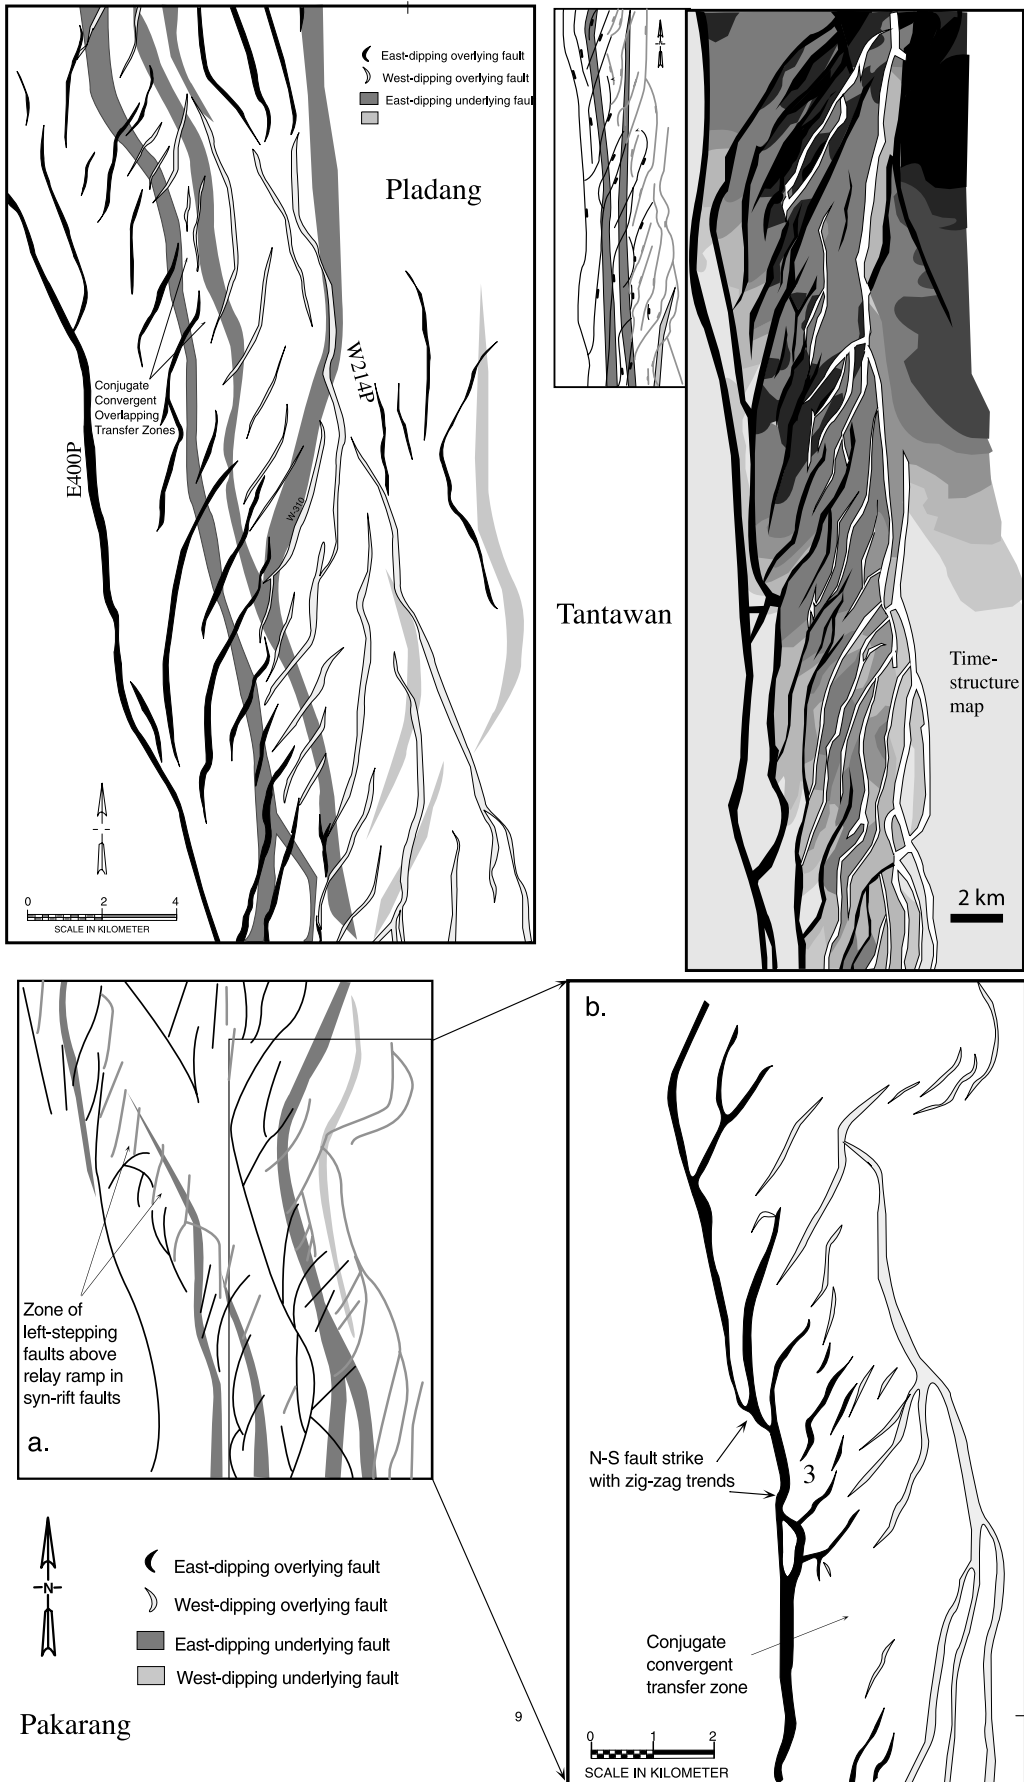 East-dipping overlying fault
West-dipping overlying fault
East-dipping underlying faul
Pladang
Conjugate
Convergent
Overlapping
Transfer Zones
E400P
W214P
W-310
0 2 4
SCALE IN KILOMETER
Tantawan
Time-
structure
map
2 km
Zone of
left-stepping
faults above
relay ramp in
syn-rift faults
a.
N
East-dipping overlying fault
West-dipping overlying fault
East-dipping underlying fault
West-dipping underlying fault
Pakarang
9
b.
N-S fault strike
with zig-zag trends
3
Conjugate
convergent
transfer zone
0 1 2
SCALE IN KILOMETER